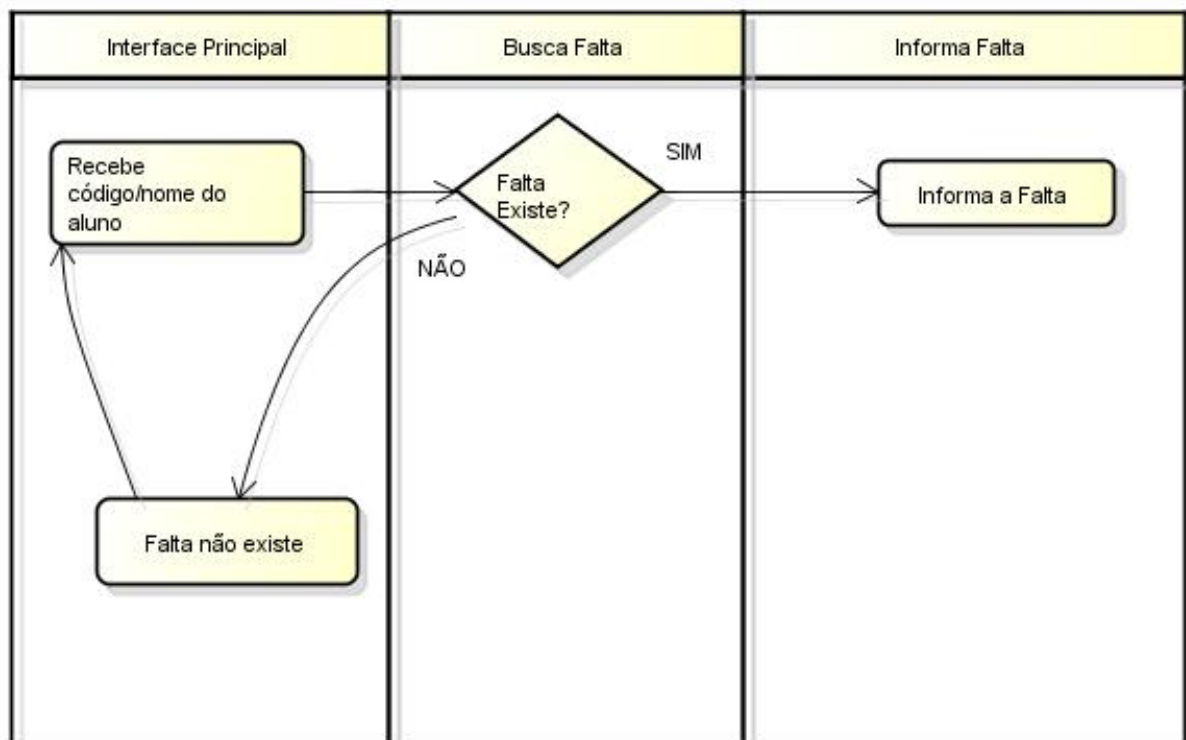 Interface Principal
Busca Falta
Informa Falta
Recebe
código/nome do
aluno
Falta
Existe?
SIM
Informa a Falta
NÃO
Falta não existe